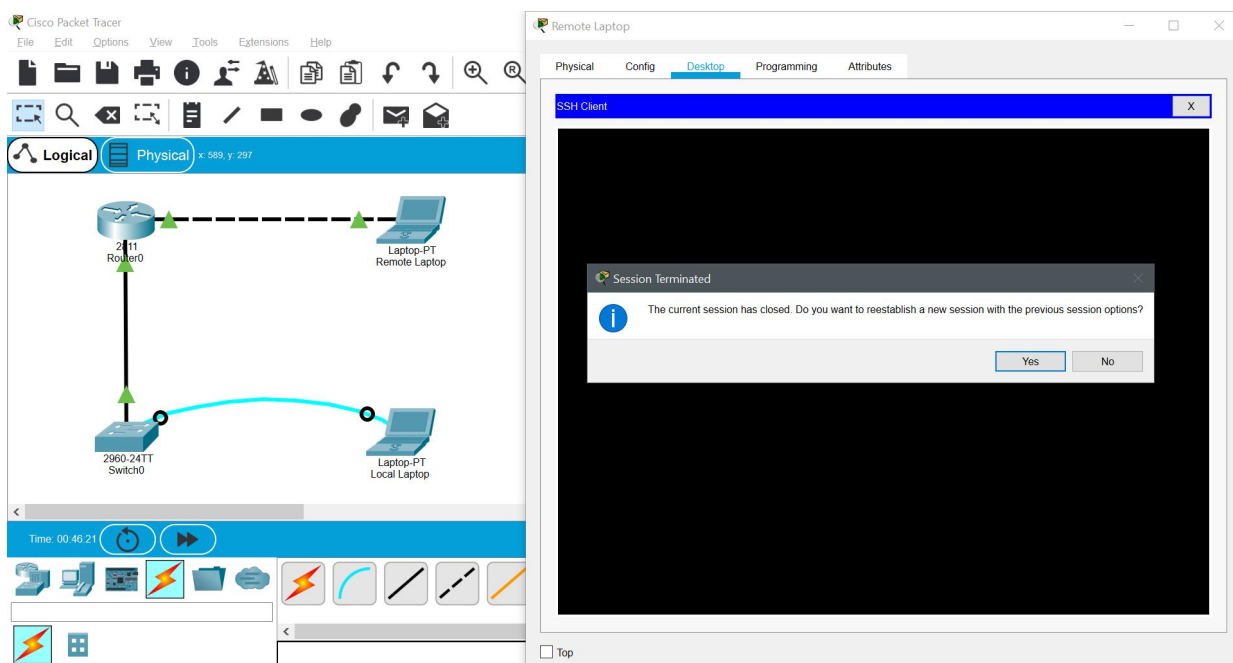 Cisco Packet Tracer
File Edit Options View Tools Extensions Help
Logical
Physical
x: 589, y: 297
2811
Router0
Laptop-PT
Remote Laptop
2960-24TT
Switch0
Laptop-PT
Local Laptop
Time: 00:46:21
Remote Laptop
Physical Config Desktop Programming Attributes
SSH Client
X
Session Terminated
The current session has closed. Do you want to reestablish a new session with the previous session options?
Yes No
Top